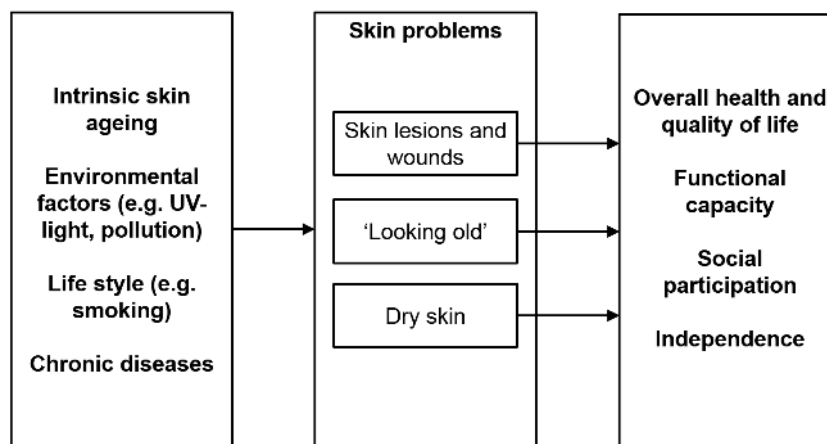 Intrinsic skin
ageing
Environmental
factors (e.g. UV-
light, pollution)
Life style (e.g.
smoking)
Chronic diseases
Skin problems
Skin lesions and
wounds
‘Looking old’
Dry skin
Overall health and
quality of life
Functional
capacity
Social
participation
Independence